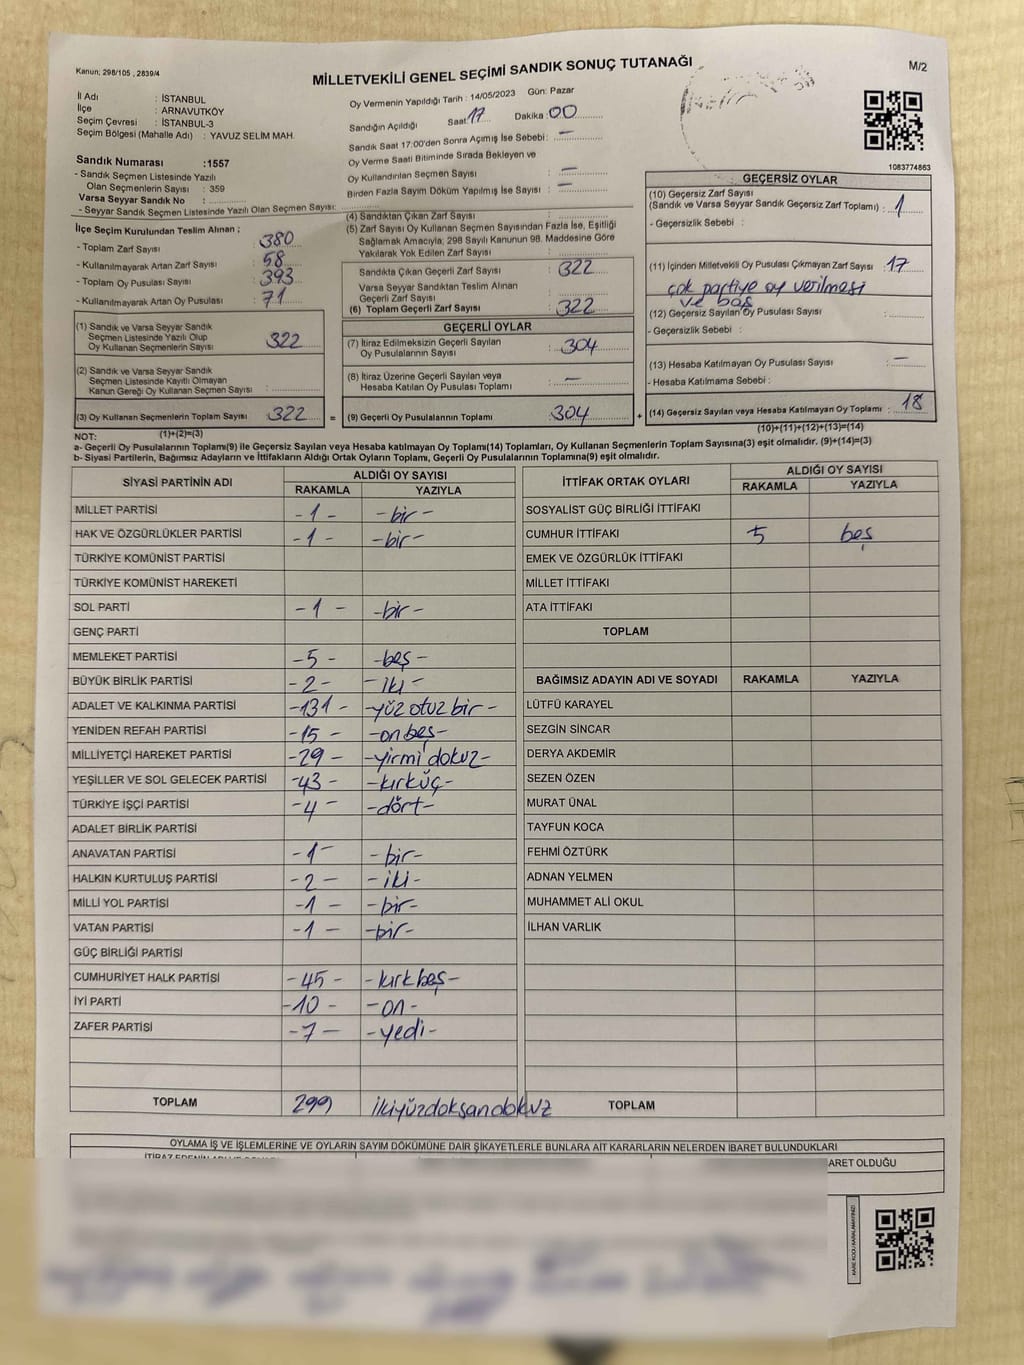 Kanun; 298/105 , 2839/4
MİLLETVEKİLİ GENEL SEÇİMİ SANDIK SONUÇ TUTANAĞI
M/2
İl Adı : İSTANBUL
İlçe : ARNAVUTKÖY
Seçim Çevresi : İSTANBUL-3
Seçim Bölgesi (Mahalle Adı) : YAVUZ SELİM MAH.
Sandık Numarası :1557
- Sandık Seçmen Listesinde Yazılı
Olan Seçmenlerin Sayısı : 359
Varsa Seyyar Sandık No :
- Seyyar Sandık Seçmen Listesinde Yazılı Olan Seçmen Sayısı:
Oy Vermenin Yapıldığı Tarih : 14/05/2023 Gün: Pazar
Sandığın Açıldığı Saat 17 Dakika :00
Sandık Saat 17:00'den Sonra Açımış İse Sebebi : —
Oy Verme Saati Bitiminde Sırada Bekleyen ve
Oy Kullandırılan Seçmen Sayısı : —
Birden Fazla Sayım Döküm Yapılmış İse Sayısı : —
1083774863
İlçe Seçim Kurulundan Teslim Alınan ;
- Toplam Zarf Sayısı : 380
- Kullanılmayarak Artan Zarf Sayısı : 58
- Toplam Oy Pusulası Sayısı : 393
- Kullanılmayarak Artan Oy Pusulası : 71
(1) Sandık ve Varsa Seyyar Sandık
Seçmen Listesinde Yazılı Olup
Oy Kullanan Seçmenlerin Sayısı : 322
(2) Sandık ve Varsa Seyyar Sandık
Seçmen Listesinde Kayıtlı Olmayan
Kanun Gereği Oy Kullanan Seçmen Sayısı :
(3) Oy Kullanan Seçmenlerin Toplam Sayısı : 322
(1)+(2)=(3)
(4) Sandıktan Çıkan Zarf Sayısı :
(5) Zarf Sayısı Oy Kullanan Seçmen Sayısından Fazla İse, Eşitliği
Sağlamak Amacıyla; 298 Sayılı Kanunun 98. Maddesine Göre
Yakılarak Yok Edilen Zarf Sayısı :
Sandıkta Çıkan Geçerli Zarf Sayısı : 322
Varsa Seyyar Sandıktan Teslim Alınan
Geçerli Zarf Sayısı :
(6) Toplam Geçerli Zarf Sayısı : 322
GEÇERLİ OYLAR
(7) İtiraz Edilmeksizin Geçerli Sayılan
Oy Pusulalarının Sayısı : 304
(8) İtiraz Üzerine Geçerli Sayılan veya
Hesaba Katılan Oy Pusulası Toplamı : —
= (9) Geçerli Oy Pusulalarının Toplamı : 304 +
GEÇERSİZ OYLAR
(10) Geçersiz Zarf Sayısı
(Sandık ve Varsa Seyyar Sandık Geçersiz Zarf Toplamı) : 1
- Geçersizlik Sebebi :
(11) İçinden Milletvekili Oy Pusulası Çıkmayan Zarf Sayısı : 17
çok partiye oy verilmesi
ve boş
(12) Geçersiz Sayılan Oy Pusulası Sayısı :
- Geçersizlik Sebebi :
(13) Hesaba Katılmayan Oy Pusulası Sayısı : —
- Hesaba Katılmama Sebebi :
(14) Geçersiz Sayılan veya Hesaba Katılmayan Oy Toplamı : 18
(10)+(11)+(12)+(13)=(14)
NOT:
a- Geçerli Oy Pusulalarının Toplamı(9) ile Geçersiz Sayılan veya Hesaba katılmayan Oy Toplamı(14) Toplamları, Oy Kullanan Seçmenlerin Toplam Sayısına(3) eşit olmalıdır. (9)+(14)=(3)
b- Siyasi Partilerin, Bağımsız Adayların ve İttifakların Aldığı Ortak Oyların Toplamı, Geçerli Oy Pusulalarının Toplamına(9) eşit olmalıdır.
SİYASİ PARTİNİN ADI ALDIĞI OY SAYISI
RAKAMLA YAZIYLA
MİLLET PARTİSİ -1- -bir-
HAK VE ÖZGÜRLÜKLER PARTİSİ -1- -bir-
TÜRKİYE KOMÜNİST PARTİSİ
TÜRKİYE KOMÜNİST HAREKETİ
SOL PARTİ -1- -bir-
GENÇ PARTİ
MEMLEKET PARTİSİ -5- -beş-
BÜYÜK BİRLİK PARTİSİ -2- -iki-
ADALET VE KALKINMA PARTİSİ -131- -yüz otuz bir-
YENİDEN REFAH PARTİSİ -15- -onbeş-
MİLLİYETÇİ HAREKET PARTİSİ -29- -yirmi dokuz-
YEŞİLLER VE SOL GELECEK PARTİSİ -43- -kırküç-
TÜRKİYE İŞÇİ PARTİSİ -4- -dört-
ADALET BİRLİK PARTİSİ
ANAVATAN PARTİSİ -1- -bir-
HALKIN KURTULUŞ PARTİSİ -2- -iki-
MİLLİ YOL PARTİSİ -1- -bir-
VATAN PARTİSİ -1- -bir-
GÜÇ BİRLİĞİ PARTİSİ
CUMHURİYET HALK PARTİSİ -45- -kırkbeş-
İYİ PARTİ -10- -on-
ZAFER PARTİSİ -7- -yedi-
TOPLAM 299 ikiyüzdoksandokuz
İTTİFAK ORTAK OYLARI ALDIĞI OY SAYISI
RAKAMLA YAZIYLA
SOSYALİST GÜÇ BİRLİĞİ İTTİFAKI
CUMHUR İTTİFAKI 5 beş
EMEK VE ÖZGÜRLÜK İTTİFAKI
MİLLET İTTİFAKI
ATA İTTİFAKI
TOPLAM
BAĞIMSIZ ADAYIN ADI VE SOYADI RAKAMLA YAZIYLA
LÜTFÜ KARAYEL
SEZGİN SİNCAR
DERYA AKDEMİR
SEZEN ÖZEN
MURAT ÜNAL
TAYFUN KOCA
FEHMİ ÖZTÜRK
ADNAN YELMEN
MUHAMMET ALİ OKUL
İLHAN VARLIK
TOPLAM
OYLAMA İŞ VE İŞLEMLERİNE VE OYLARIN SAYIM DÖKÜMÜNE DAİR ŞİKAYETLERLE BUNLARA AİT KARARLARIN NELERDEN İBARET BULUNDUKLARI
ARET OLDUĞU